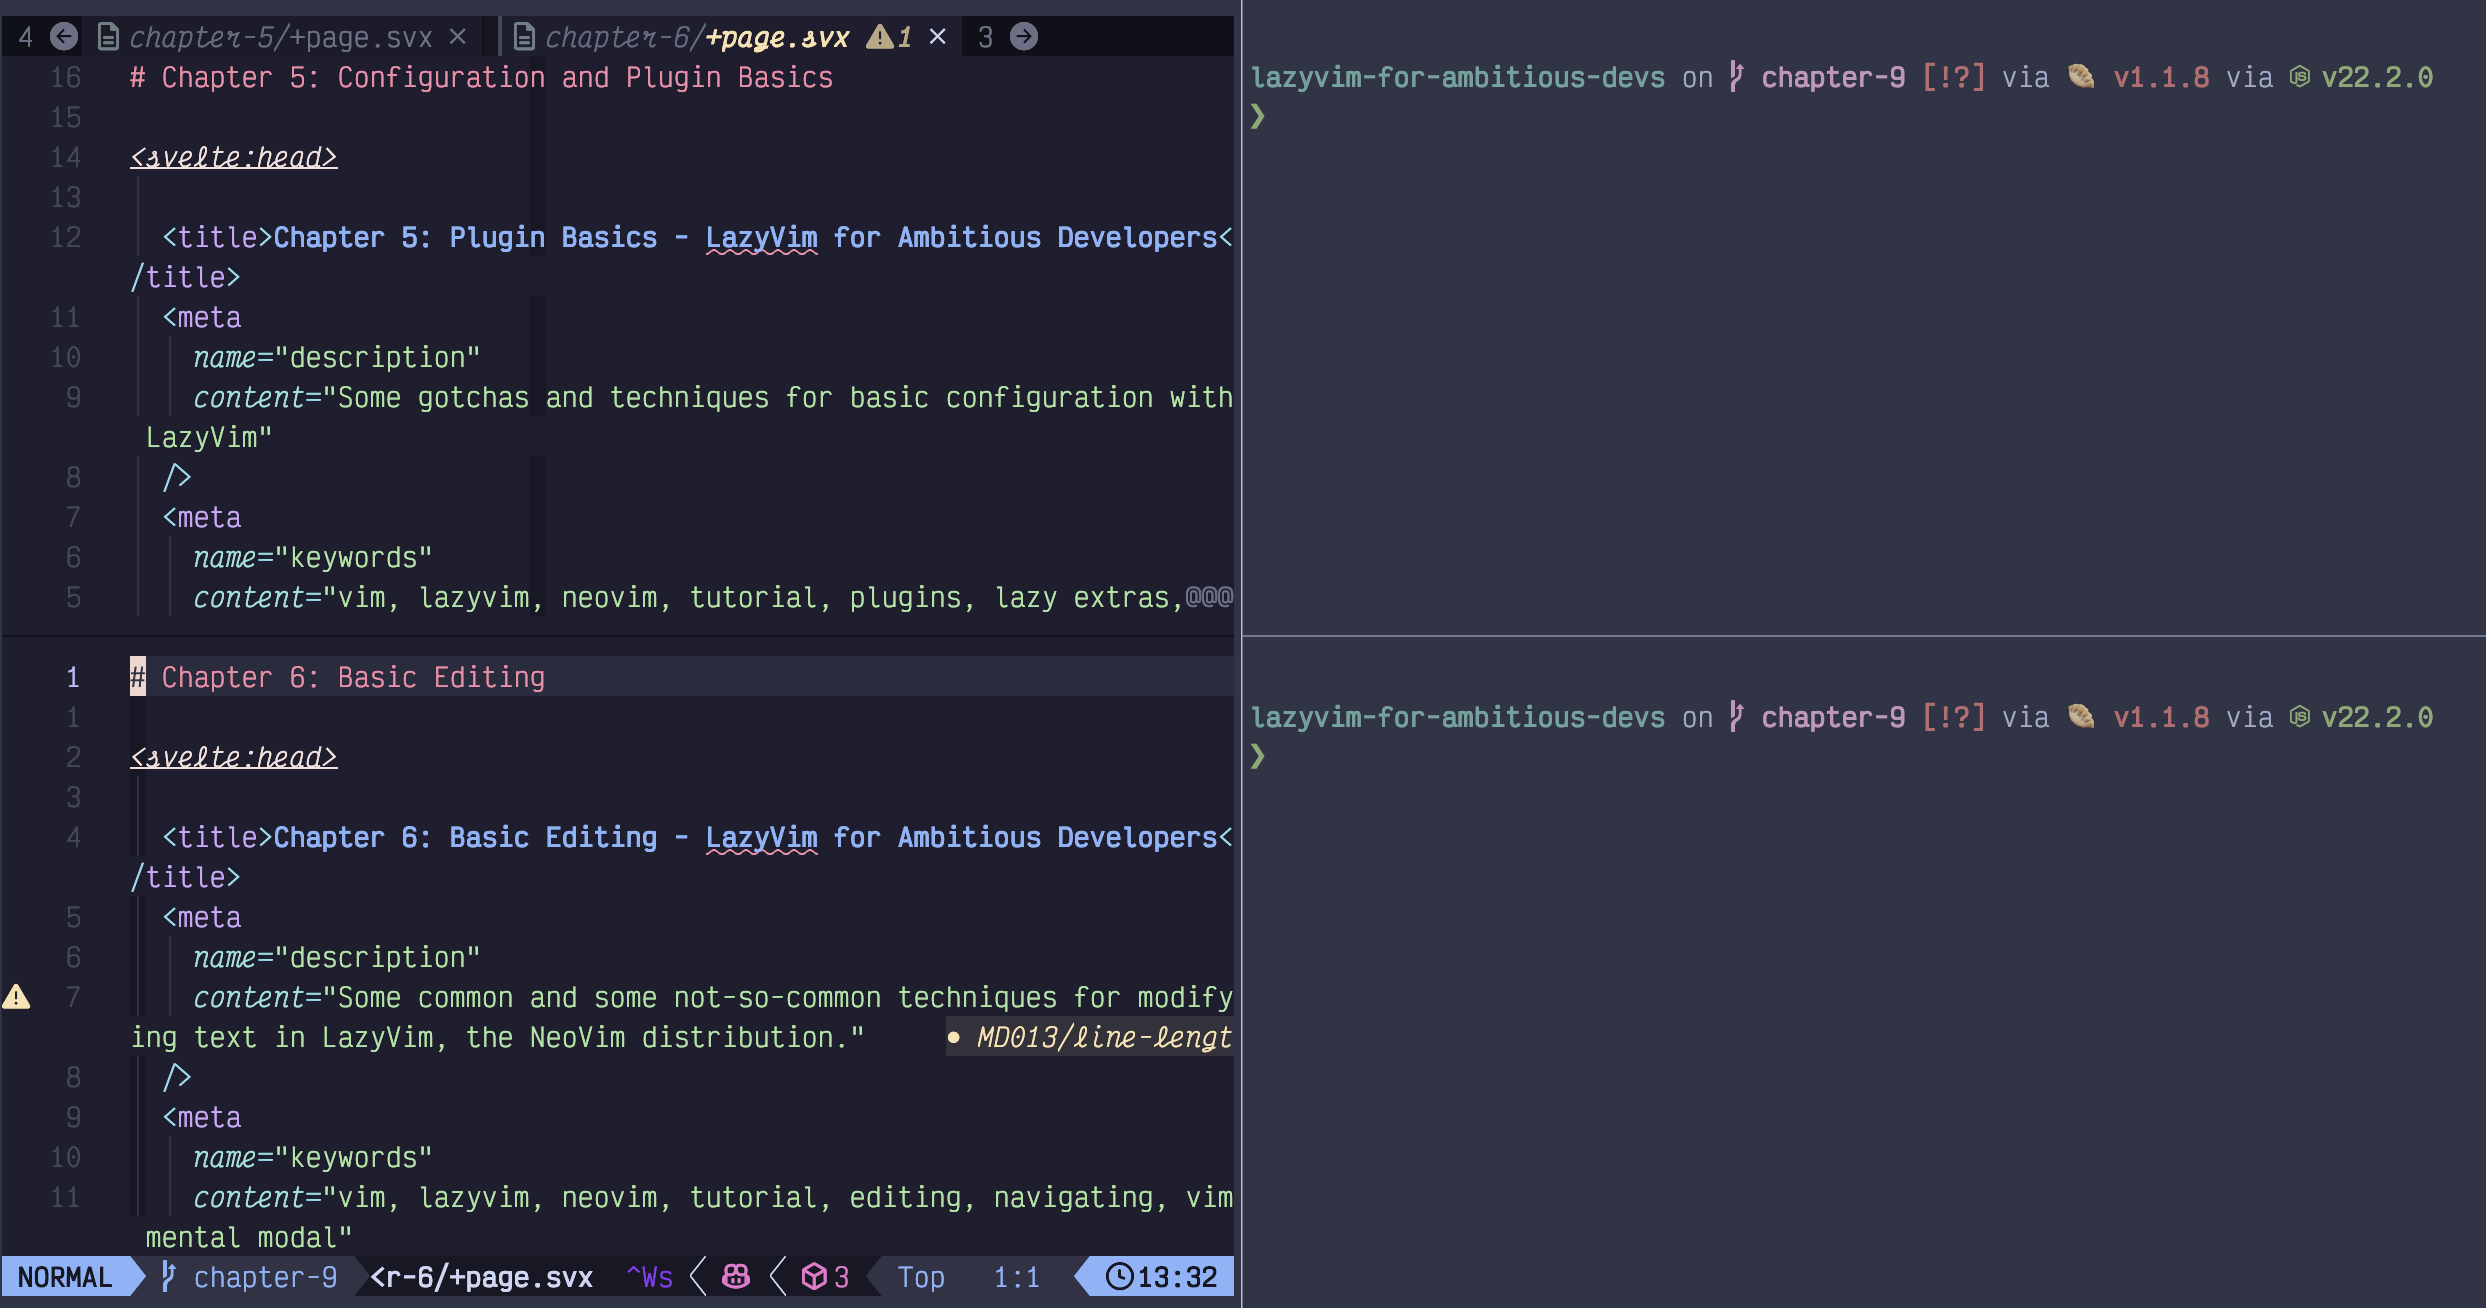 4 chapter-5/+page.svx × chapter-6/+page.svx 1 × 3
16 # Chapter 5: Configuration and Plugin Basics
15
14 <svelte:head>
13
12 <title>Chapter 5: Plugin Basics - LazyVim for Ambitious Developers<
/title>
11 <meta
10 name="description"
9 content="Some gotchas and techniques for basic configuration with
LazyVim"
8 />
7 <meta
6 name="keywords"
5 content="vim, lazyvim, neovim, tutorial, plugins, lazy extras,@@@
1 # Chapter 6: Basic Editing
1
2 <svelte:head>
3
4 <title>Chapter 6: Basic Editing - LazyVim for Ambitious Developers<
/title>
5 <meta
6 name="description"
7 content="Some common and some not-so-common techniques for modify
ing text in LazyVim, the NeoVim distribution." ● MD013/line-lengt
8 />
9 <meta
10 name="keywords"
11 content="vim, lazyvim, neovim, tutorial, editing, navigating, vim
mental modal"
NORMAL chapter-9 <r-6/+page.svx ^Ws 3 Top 1:1 13:32
lazyvim-for-ambitious-devs on chapter-9 [!?] via v1.1.8 via v22.2.0
❯
lazyvim-for-ambitious-devs on chapter-9 [!?] via v1.1.8 via v22.2.0
❯